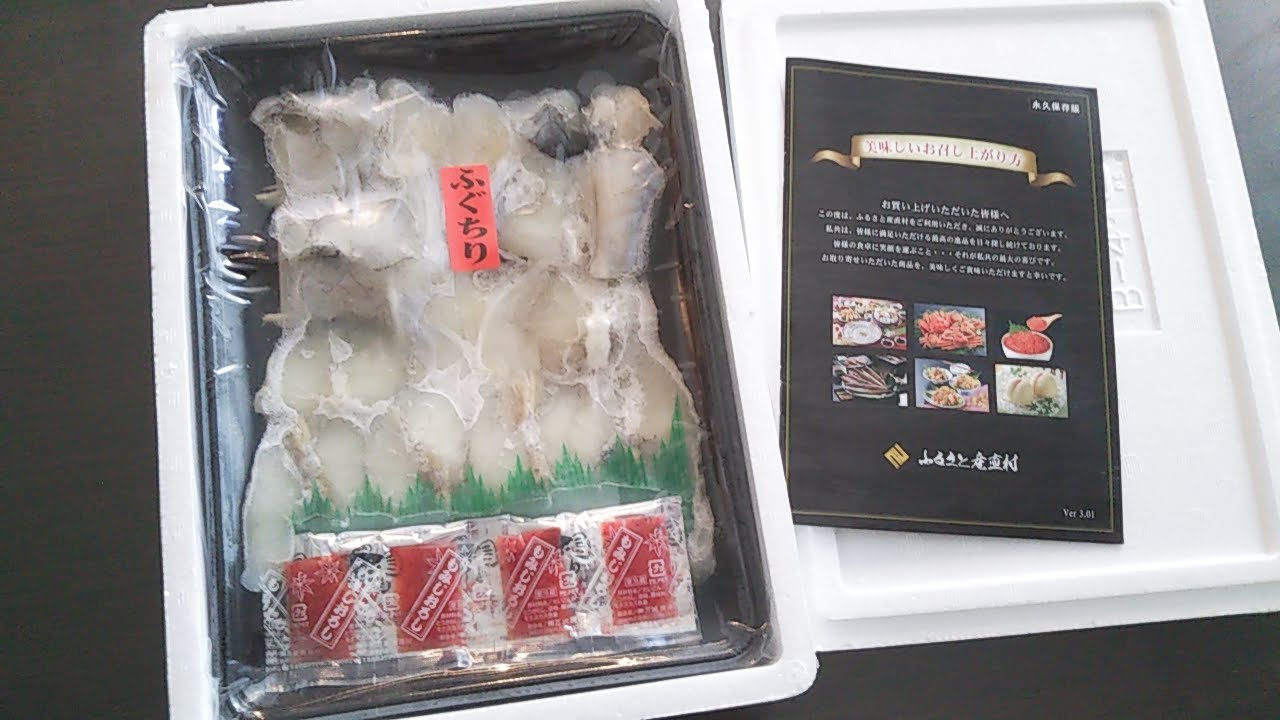 ふぐちり
もみじおろし
もみじおろし
もみじおろし
もみじおろし
永久保存版
美味しいお召し上がり方
お買い上げいただいた皆様へ
この度は、ふるさと産直村をご利用いただき、誠にありがとうございます。
私共は、皆様に満足いただける最高の逸品を日々探し続けております。
皆様の食卓に笑顔を運ぶこと・・・それが私共の最大の喜びです。
お取り寄せいただいた商品を、美味しくご賞味いただけますと幸いです。
ふるさと産直村
Ver 3.01